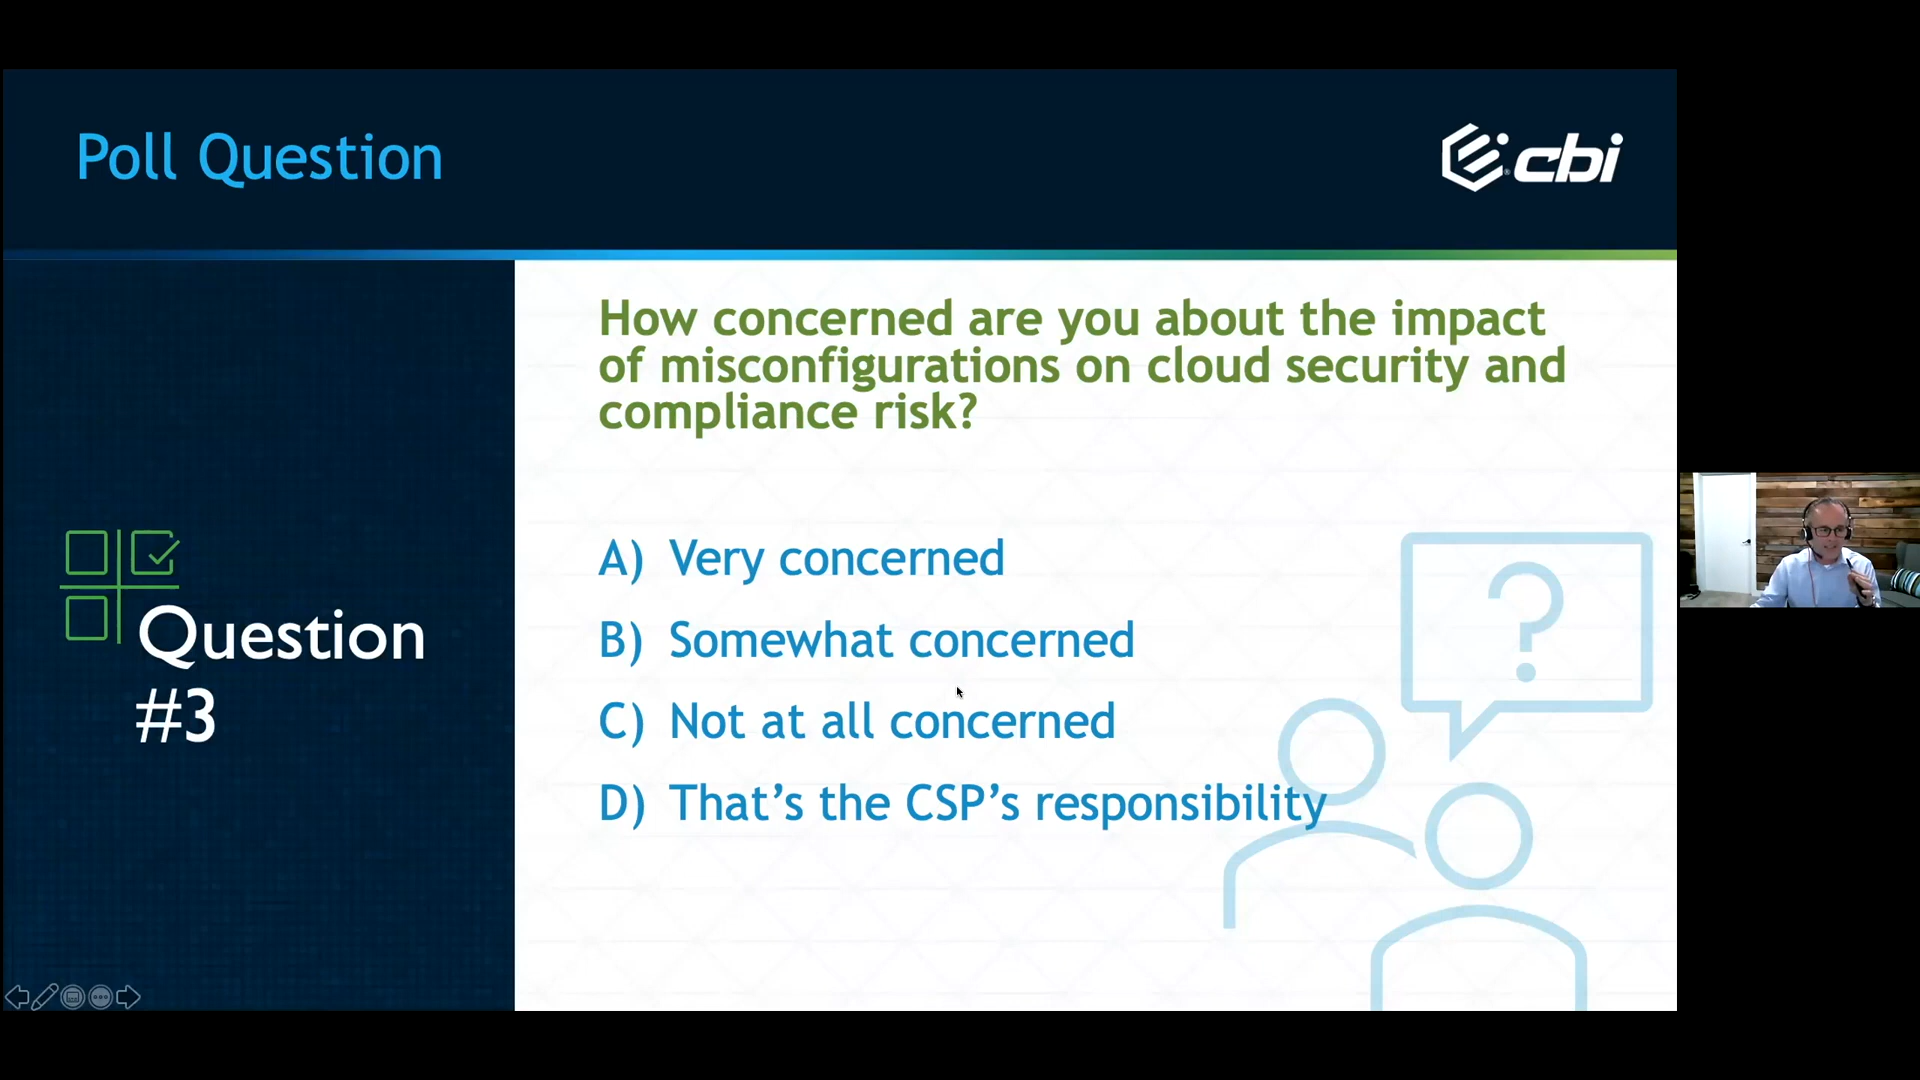 Poll Question
cbi
Question
#3
How concerned are you about the impact
of misconfigurations on cloud security and
compliance risk?
A) Very concerned
B) Somewhat concerned
C) Not at all concerned
D) That’s the CSP’s responsibility
?